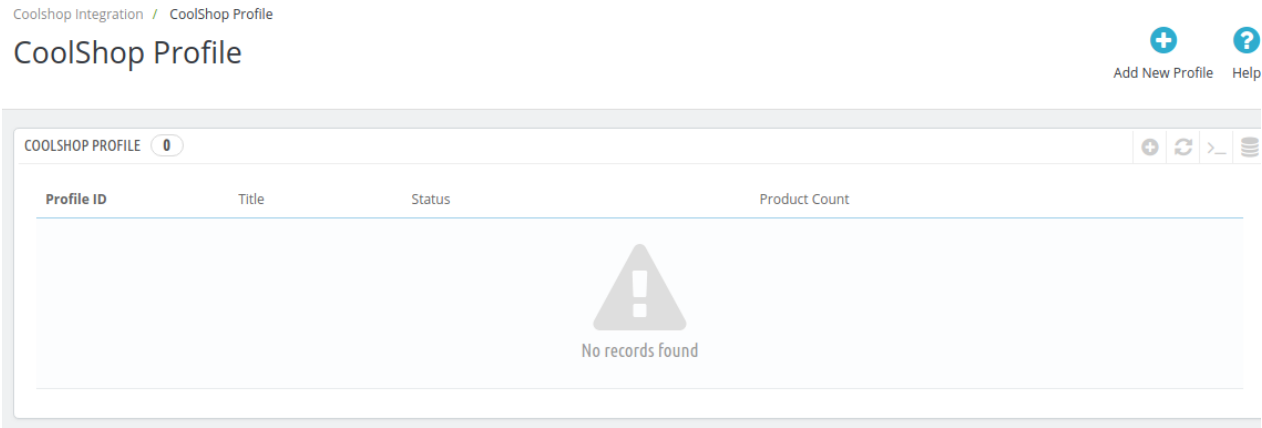 Coolshop Integration / CoolShop Profile
CoolShop Profile
Add New Profile Help
COOLSHOP PROFILE 0
Profile ID Title Status Product Count
No records found